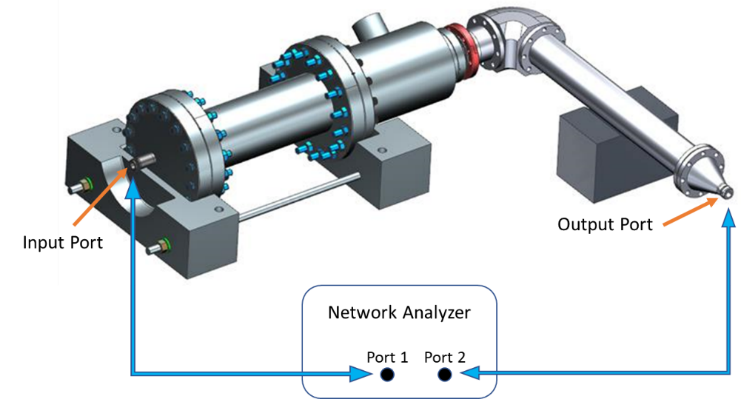 Input Port
Output Port
Network Analyzer
Port 1 Port 2